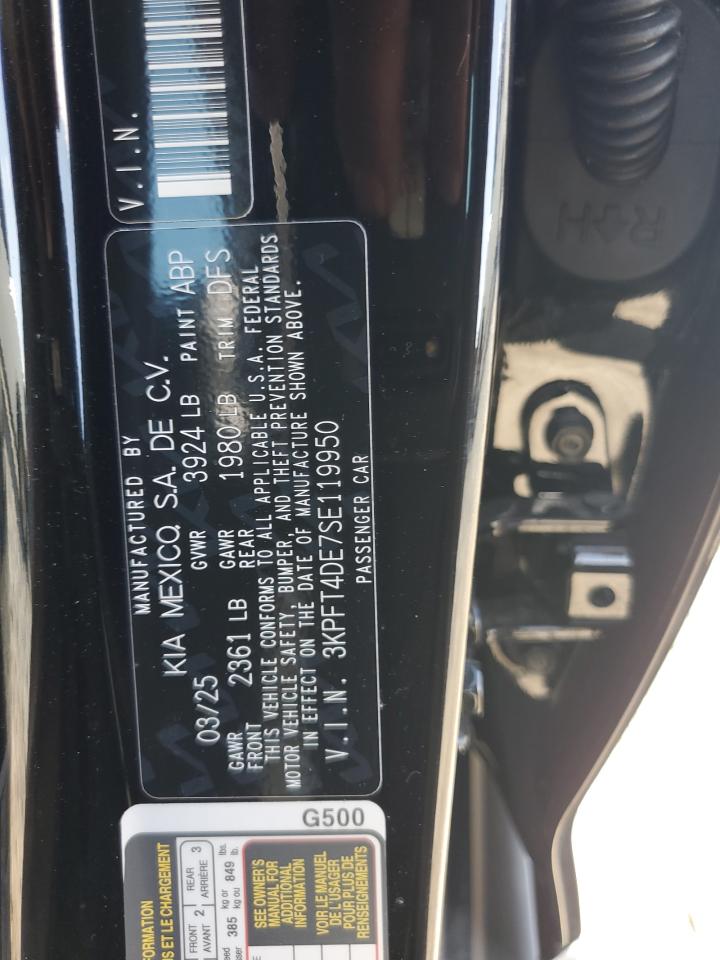 V.I.N.
MANUFACTURED BY
KIA MEXICO, S.A. DE C.V.
03/25 GVWR 3924 LB PAINT ABP
GAWR FRONT 2361 LB GAWR REAR 1980 LB TRIM DFS
THIS VEHICLE CONFORMS TO ALL APPLICABLE U.S.A. FEDERAL
MOTOR VEHICLE SAFETY, BUMPER, AND THEFT PREVENTION STANDARDS
IN EFFECT ON THE DATE OF MANUFACTURE SHOWN ABOVE.
V.I.N. 3KPFT4DE7SE119950
PASSENGER CAR
G500
FRONT 2 REAR 3
AVANT ARRIÈRE
385 kg or 849 lbs.
kg ou lb.
SEE OWNER'S
MANUAL FOR
ADDITIONAL
INFORMATION
VOIR LE MANUEL
DE L'USAGER
POUR PLUS DE
RENSEIGNEMENTS